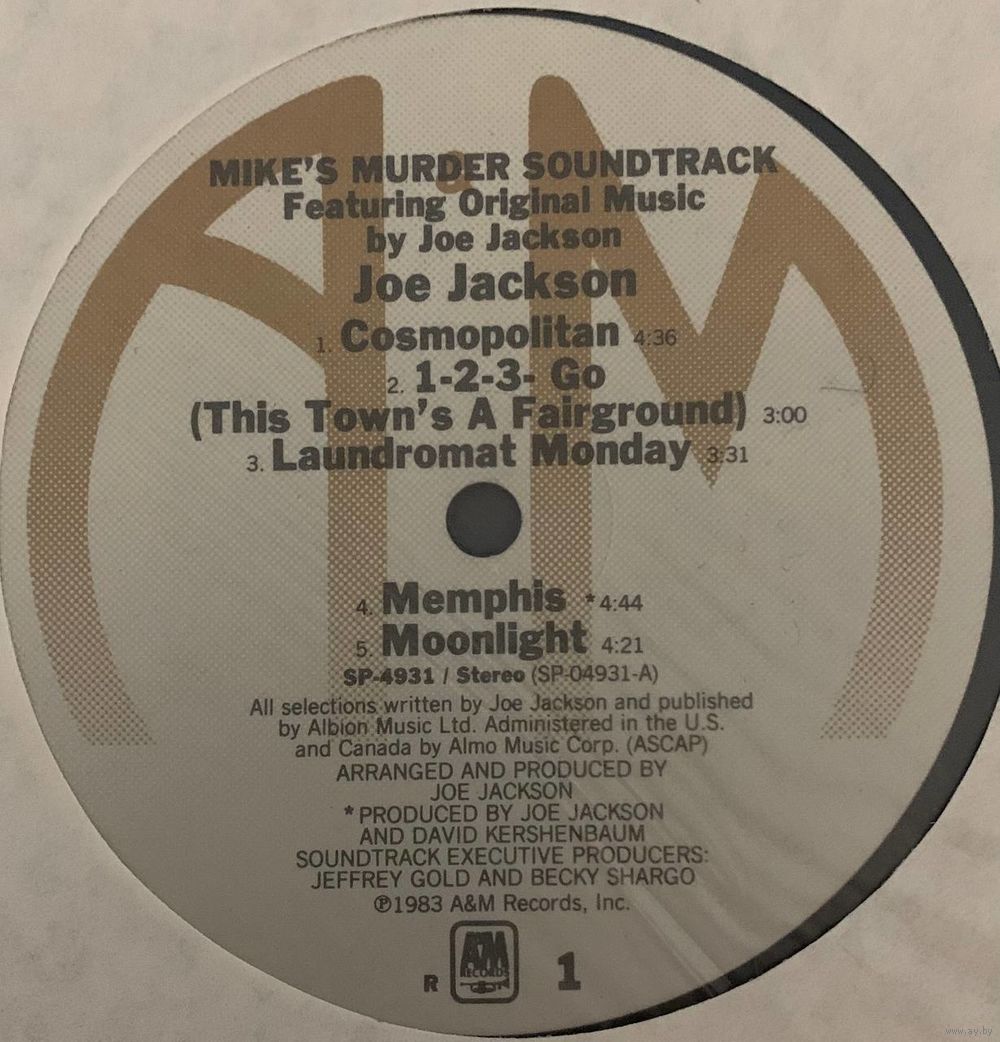 MIKE'S MURDER SOUNDTRACK
Featuring Original Music
by Joe Jackson
Joe Jackson
1. Cosmopolitan 4:36
2. 1-2-3- Go
(This Town's A Fairground) 3:00
3. Laundromat Monday 3:31
4. Memphis *4:44
5. Moonlight 4:21
SP-4931 / Stereo (SP-04931-A)
All selections written by Joe Jackson and published
by Albion Music Ltd. Administered in the U.S.
and Canada by Almo Music Corp. (ASCAP)
ARRANGED AND PRODUCED BY
JOE JACKSON
*PRODUCED BY JOE JACKSON
AND DAVID KERSHENBAUM
SOUNDTRACK EXECUTIVE PRODUCERS:
JEFFREY GOLD AND BECKY SHARGO
℗1983 A&M Records, Inc.
A&M
RECORDS
R 1
www.ay.by